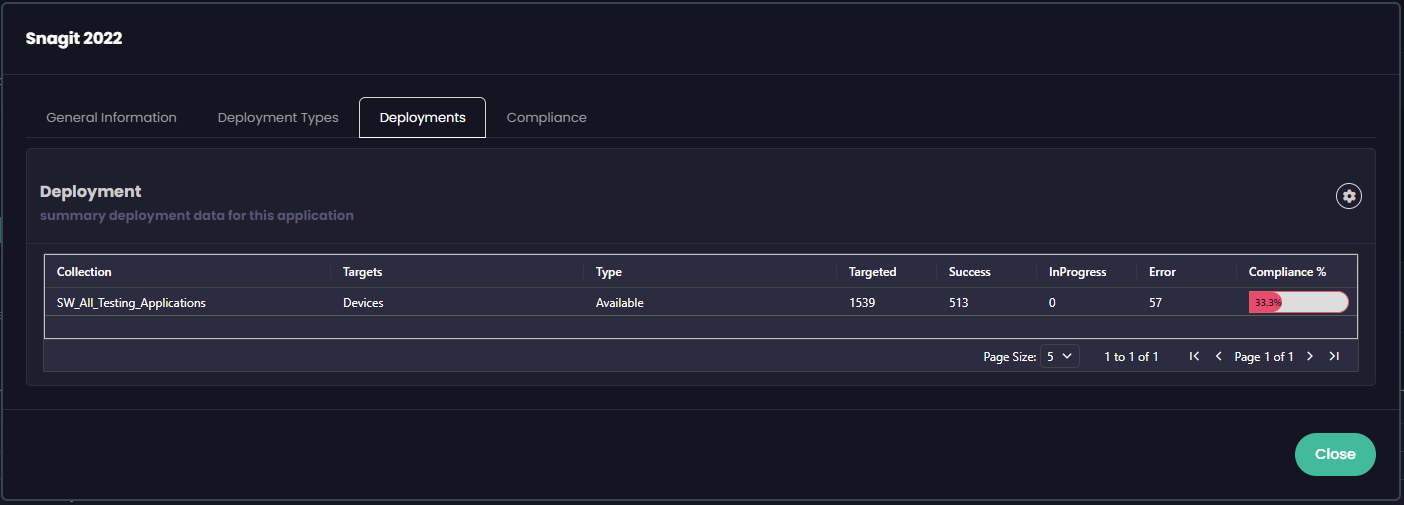 Snagit 2022
General Information Deployment Types Deployments Compliance
Deployment
summary deployment data for this application
Collection Targets Type Targeted Success InProgress Error Compliance %
SW_All_Testing_Applications Devices Available 1539 513 0 57 33.3%
Page Size: 5 1 to 1 of 1 Page 1 of 1
Close